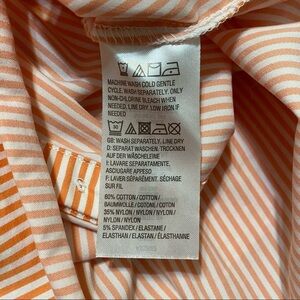 MACHINE WASH COLD GENTLE
CYCLE. WASH SEPARATELY. ONLY
NON-CHLORINE BLEACH WHEN
NEEDED. LINE DRY. LOW IRON IF
NEEDED
30
GB: WASH SEPARATELY. LINE DRY
D: SEPARAT WASCHEN. TROCKNEN
AUF DER WÄSCHELEINE
I: LAVARE SEPARATAMENTE.
ASCIUGARE APPESO
F: LAVER SÉPARÉMENT. SÉCHAGE
SUR FIL
60% COTTON / COTTON /
BAUMWOLLE / COTONE / COTON
35% NYLON / NYLON / NYLON /
NYLON / NYLON
5% SPANDEX / ELASTANE /
ELASTHAN / ELASTAN / ÉLASTHANNE